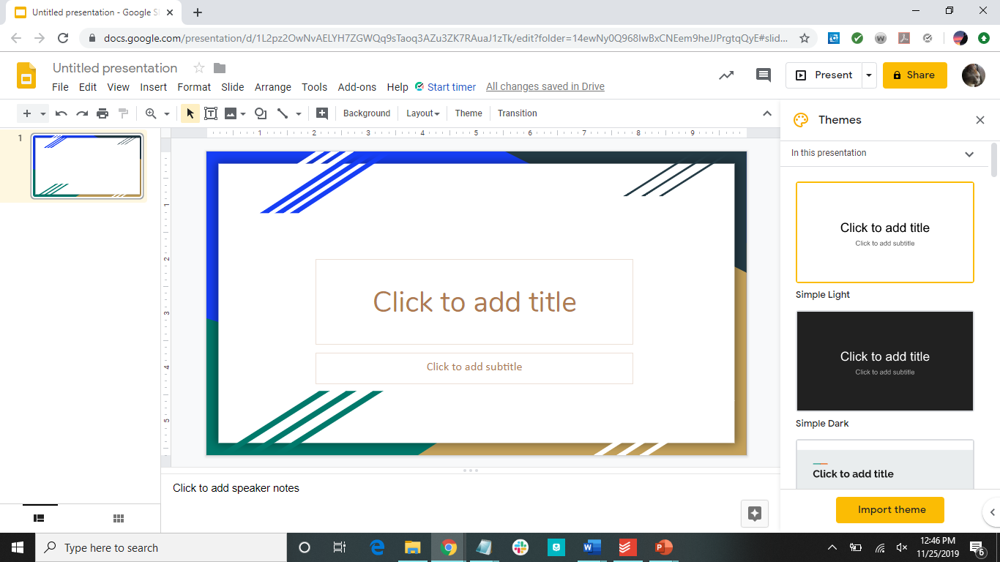 Untitled presentation - Google Sl
docs.google.com/presentation/d/1L2pz2OwNvAELYH7ZGWQq9sTaoq3AZu3ZK7RAuaJ1zTk/edit?folder=14ewNy0Q968IwBxCNEem9heJJPrgtqQyE#slid...
Untitled presentation
File Edit View Insert Format Slide Arrange Tools Add-ons Help Start timer All changes saved in Drive
Present
Share
Background Layout Theme Transition
Themes
1 2 3 4 5 6 7 8 9
1
In this presentation
1
2
3
4
5
Click to add title
Click to add subtitle
Click to add title
Click to add subtitle
Simple Light
Click to add title
Click to add subtitle
Simple Dark
Click to add title
Click to add speaker notes
Import theme
Type here to search
12:46 PM
11/25/2019
6